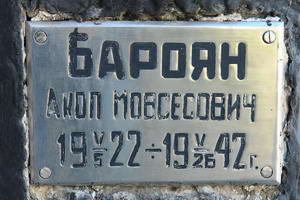 БАРОЯН
АКОП МОВСЕСОВИЧ
19 V/5 22 ÷ 19 V/26 42 г.